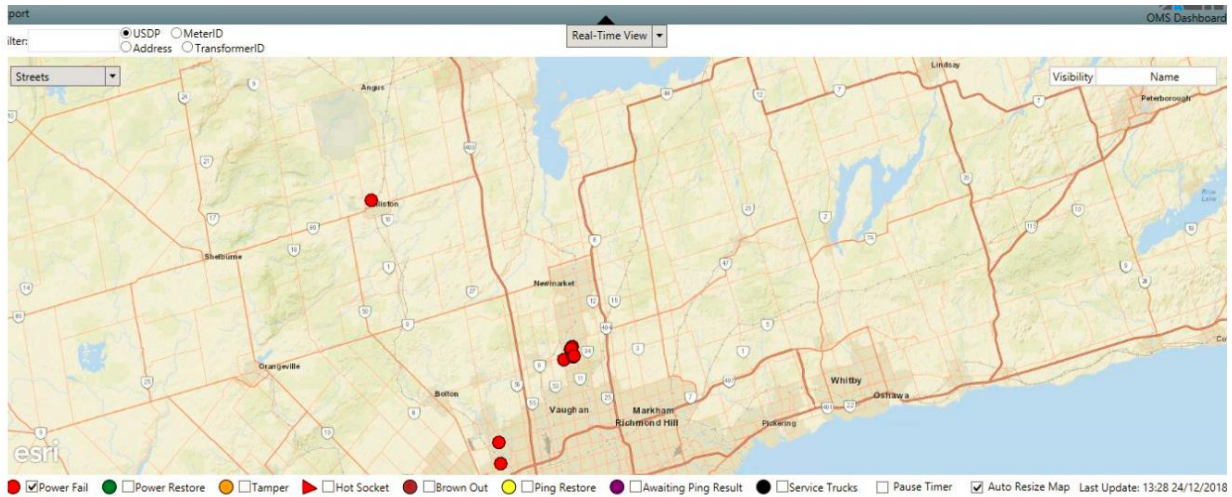 port
OMS Dashboard
ilter:
USDP MeterID
Address TransformerID
Real-Time View
Streets
Visibility Name
Lindsay
Angus
Peterborough
lliston
Shelburne
Newmarket
Orangeville
Bolton
Vaughan
Markham
Richmond Hill
Pickering
Whitby
Oshawa
esri
Power Fail Power Restore Tamper Hot Socket Brown Out Ping Restore Awaiting Ping Result Service Trucks Pause Timer Auto Resize Map Last Update: 13:28 24/12/2018